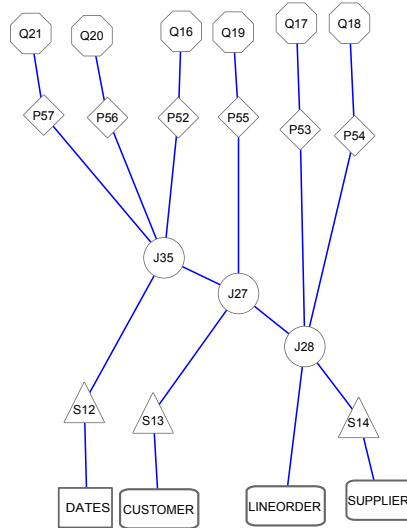 Q21
Q20
Q16
Q19
Q17
Q18
P57
P56
P52
P55
P53
P54
J35
J27
J28
S12
S13
S14
DATES
CUSTOMER
LINEORDER
SUPPLIER